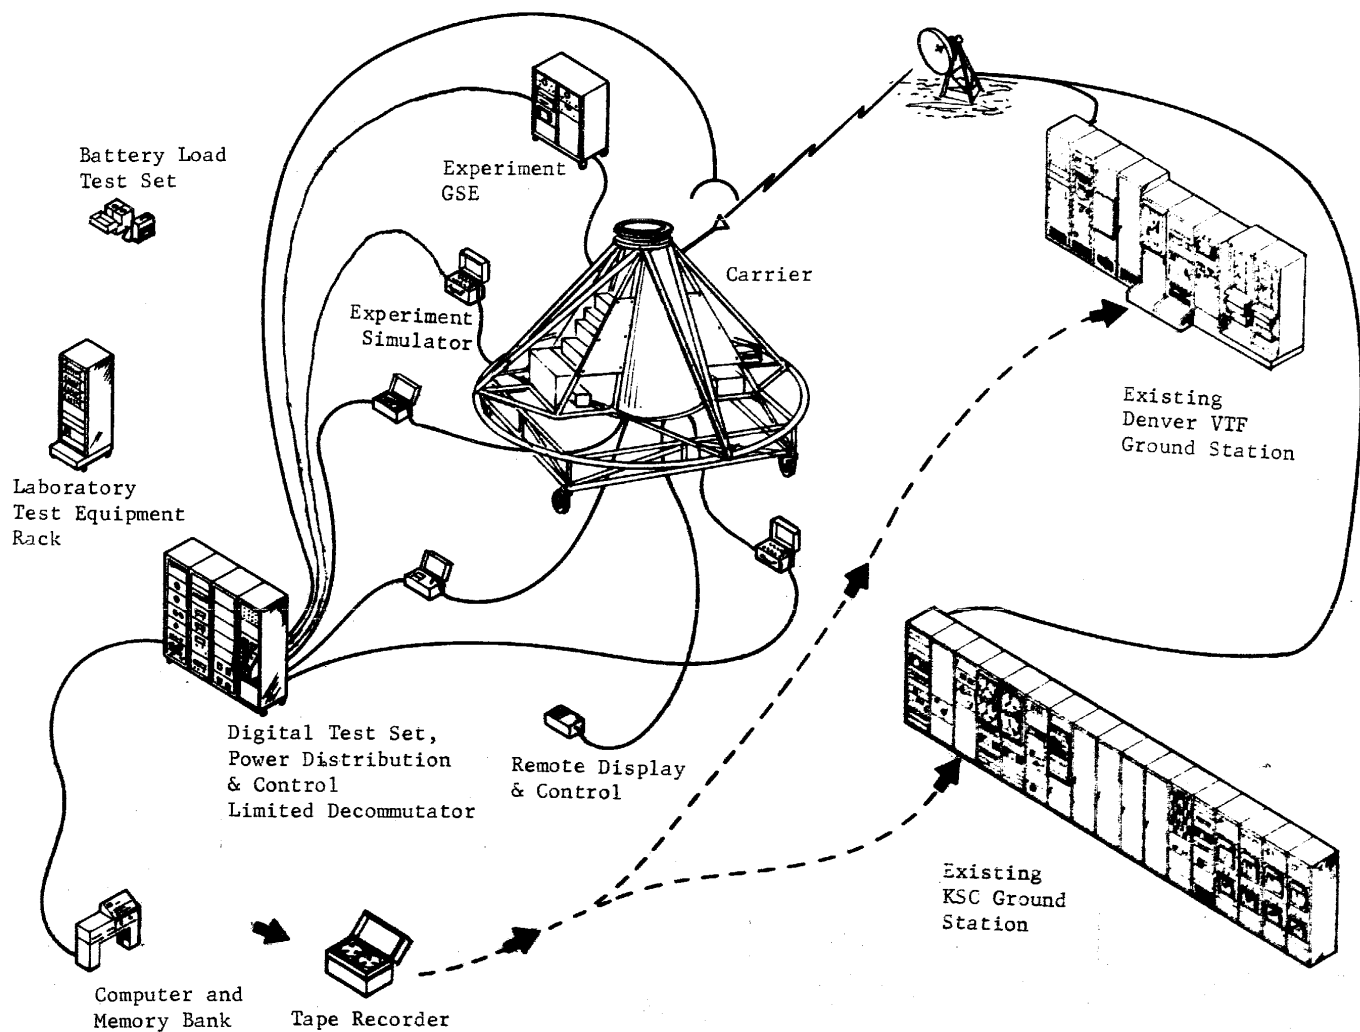 Battery Load
Test Set
Experiment
GSE
Carrier
Experiment
Simulator
Existing
Denver VTF
Ground Station
Laboratory
Test Equipment
Rack
Digital Test Set,
Power Distribution
& Control
Limited Decommutator
Remote Display
& Control
Existing
KSC Ground
Station
Computer and
Memory Bank
Tape Recorder